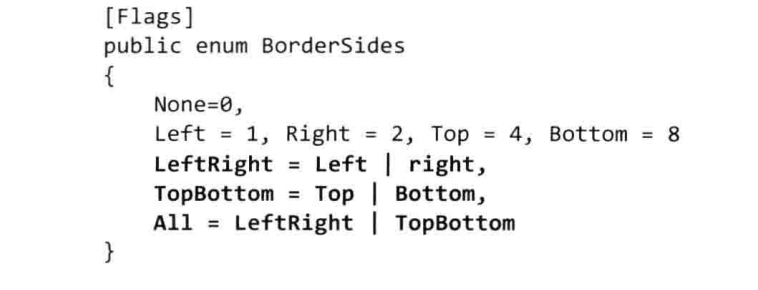 [Flags]
public enum BorderSides
{
None=0,
Left = 1, Right = 2, Top = 4, Bottom = 8
LeftRight = Left | right,
TopBottom = Top | Bottom,
All = LeftRight | TopBottom
}